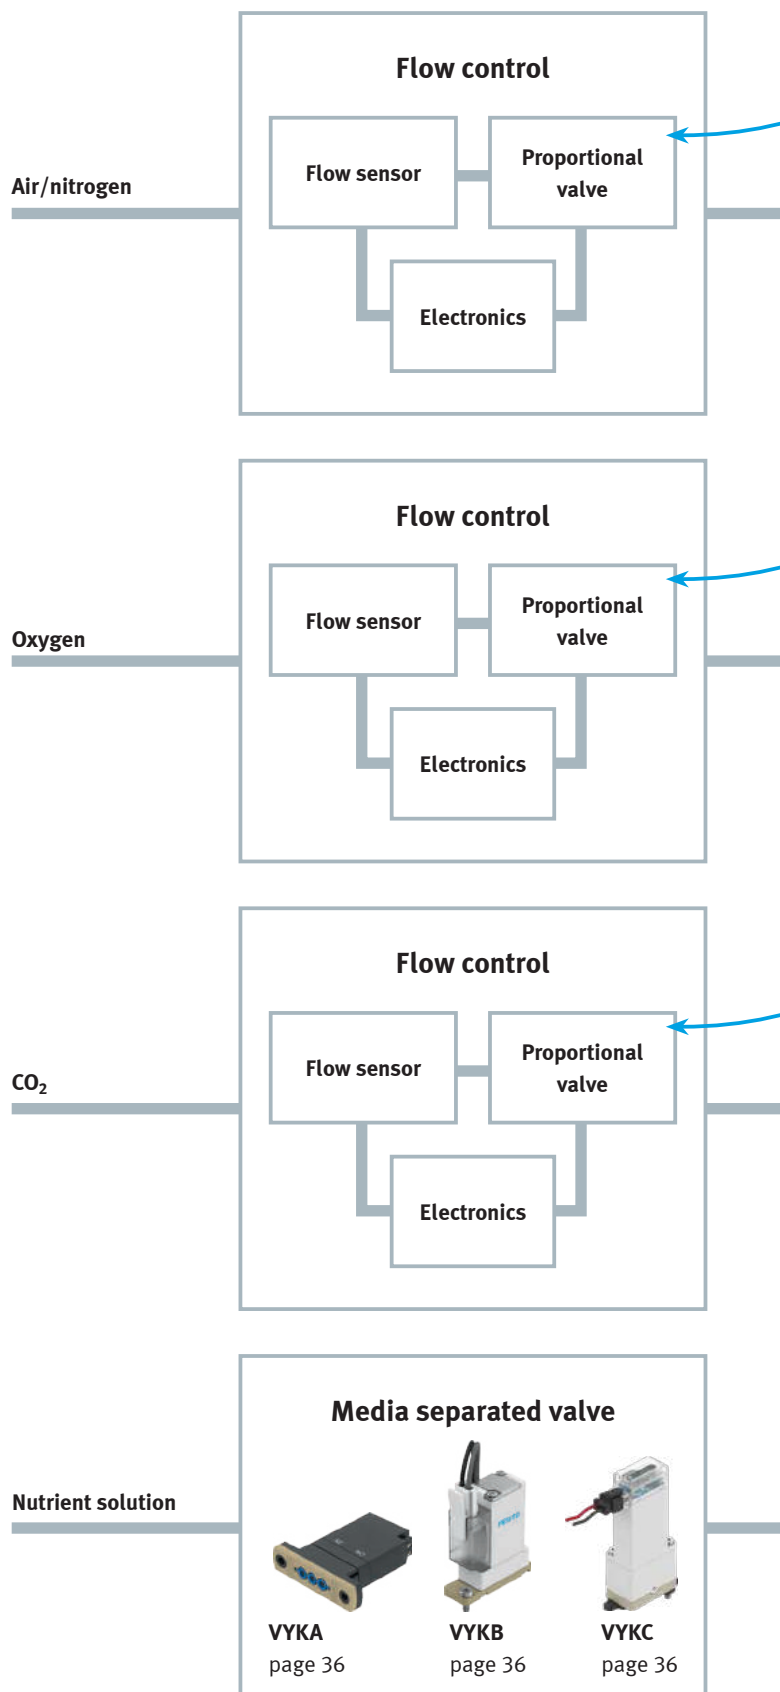 Flow control
Flow sensor
Proportional
valve
Air/nitrogen
Electronics
Flow control
Flow sensor
Proportional
valve
Oxygen
Electronics
Flow control
Flow sensor
Proportional
valve
CO₂
Electronics
Media separated valve
Nutrient solution
FESTO
VYKA
page 36
VYKB
page 36
VYKC
page 36